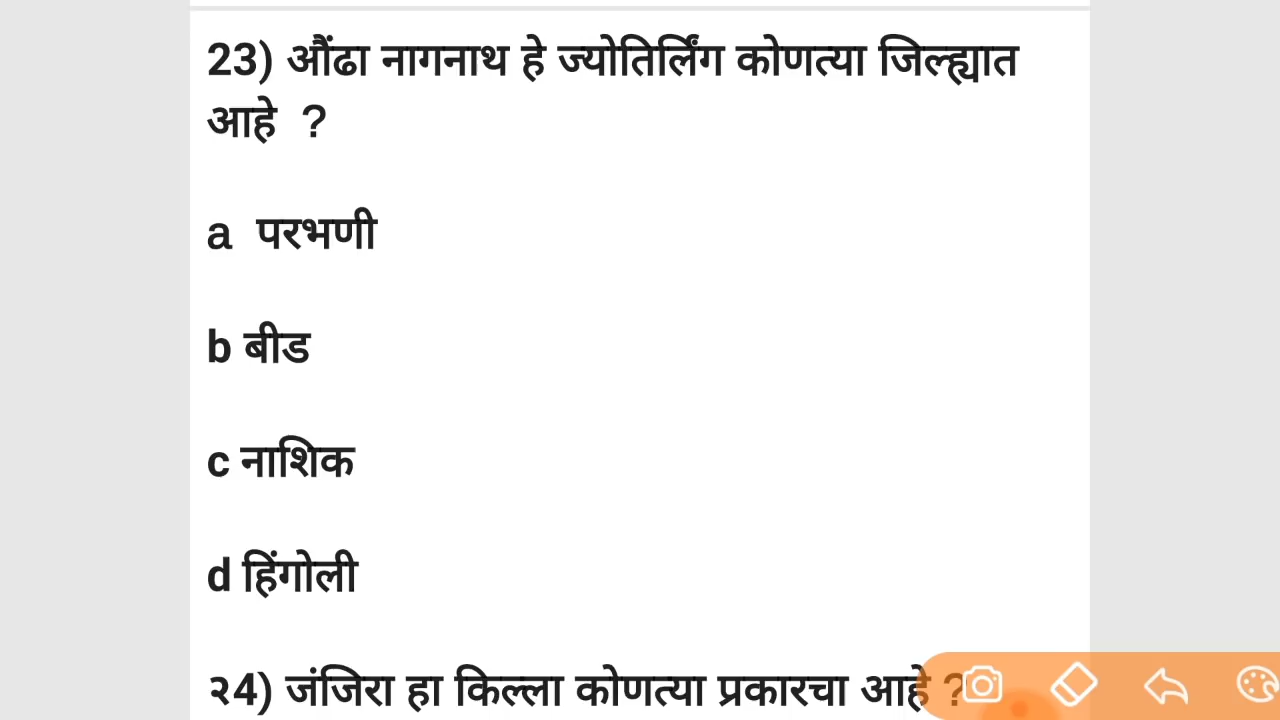 23) औंढा नागनाथ हे ज्योतिर्लिंग कोणत्या जिल्ह्यात
आहे ?
a परभणी
b बीड
c नाशिक
d हिंगोली
२4) जंजिरा हा किल्ला कोणत्या प्रकारचा आहे ?